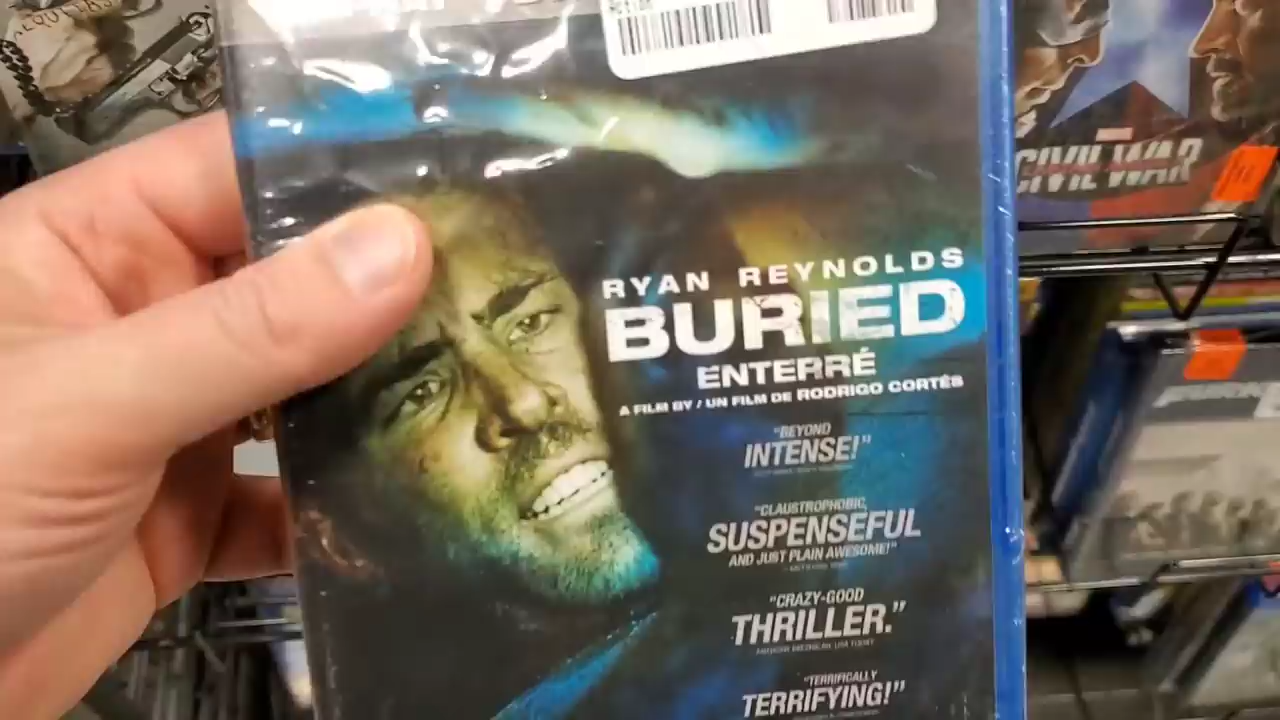 RYAN REYNOLDS
BURIED
ENTERRÉ
A FILM BY / UN FILM DE RODRIGO CORTÉS
"BEYOND
INTENSE!"
"CLAUSTROPHOBIC,
SUSPENSEFUL
AND JUST PLAIN AWESOME!"
"CRAZY-GOOD
THRILLER."
"TERRIFICALLY
TERRIFYING!"
MARVEL
CIVIL WAR